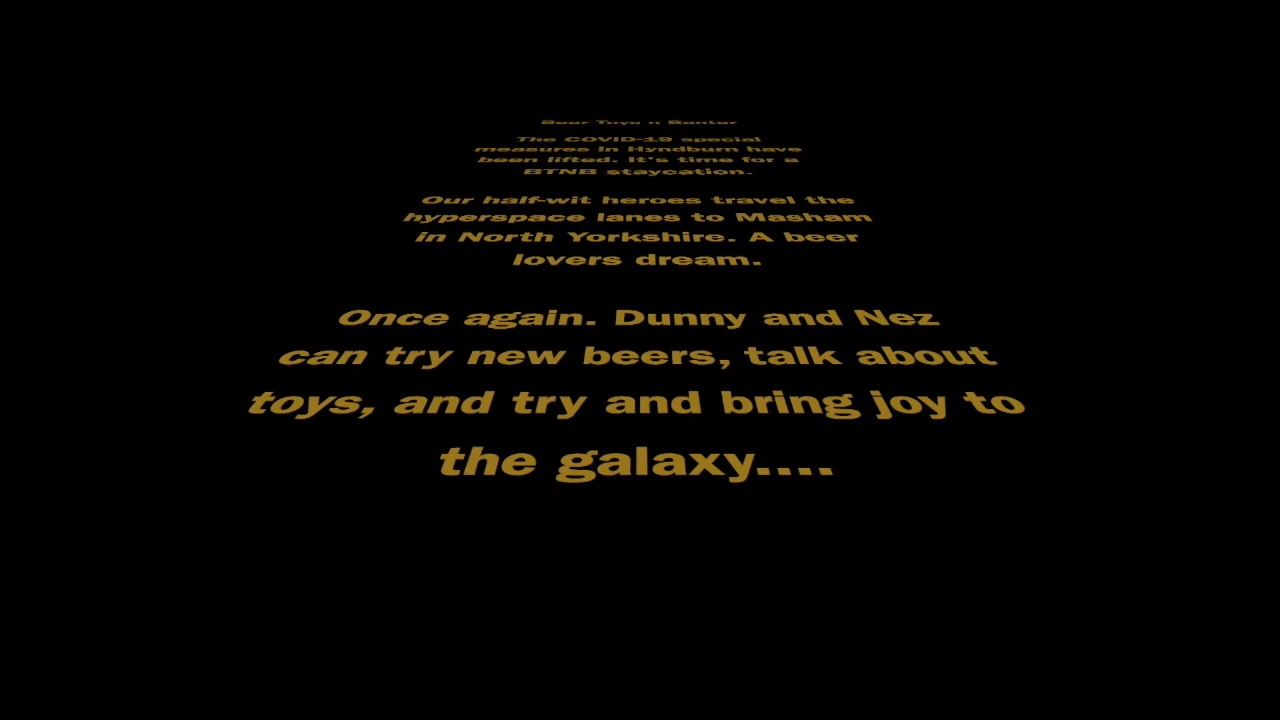 Beer Toys n Banter
The COVID-19 special
measures in Hyndburn have
been lifted. It's time for a
BTNB staycation.
Our half-wit heroes travel the
hyperspace lanes to Masham
in North Yorkshire. A beer
lovers dream.
Once again. Dunny and Nez
can try new beers, talk about
toys, and try and bring joy to
the galaxy....